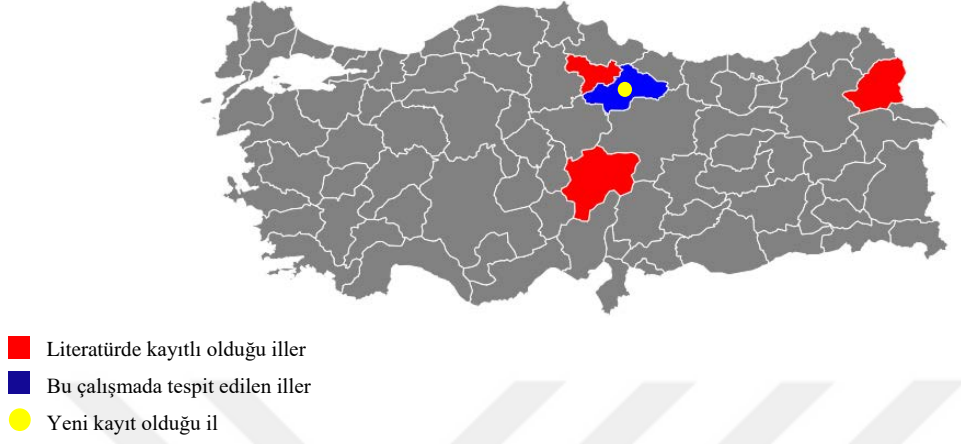 Literatürde kayıtlı olduğu iller
Bu çalışmada tespit edilen iller
Yeni kayıt olduğu il